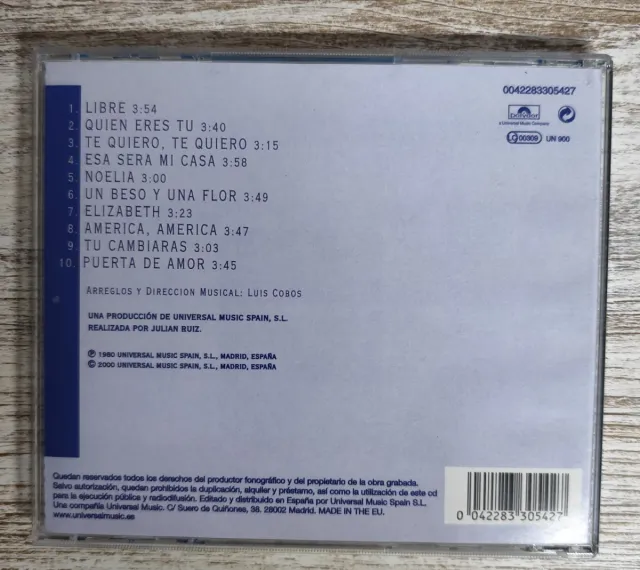 0042283305427
Polydor
a Universal Music Company
LC 00309 UN 900
1. LIBRE 3:54
2. QUIEN ERES TU 3:40
3. TE QUIERO, TE QUIERO 3:15
4. ESA SERA MI CASA 3:58
5. NOELIA 3:00
6. UN BESO Y UNA FLOR 3:49
7. ELIZABETH 3:23
8. AMERICA, AMERICA 3:47
9. TU CAMBIARAS 3:03
10. PUERTA DE AMOR 3:45
ARREGLOS Y DIRECCION MUSICAL: LUIS COBOS
UNA PRODUCCIÓN DE UNIVERSAL MUSIC SPAIN, S.L.
REALIZADA POR JULIAN RUIZ.
℗ 1980 UNIVERSAL MUSIC SPAIN, S.L., MADRID, ESPAÑA
© 2000 UNIVERSAL MUSIC SPAIN, S.L., MADRID, ESPAÑA
Quedan reservados todos los derechos del productor fonográfico y del propietario de la obra grabada.
Salvo autorización, quedan prohibidos la duplicación, alquiler y préstamo, así como la utilización de este cd
para la ejecución pública y radiodifusión. Editado y distribuido en España por Universal Music Spain S.L.
Una compañía Universal Music. C/ Suero de Quiñones, 38. 28002 Madrid. MADE IN THE EU.
www.universalmusic.es
0 042283 305427